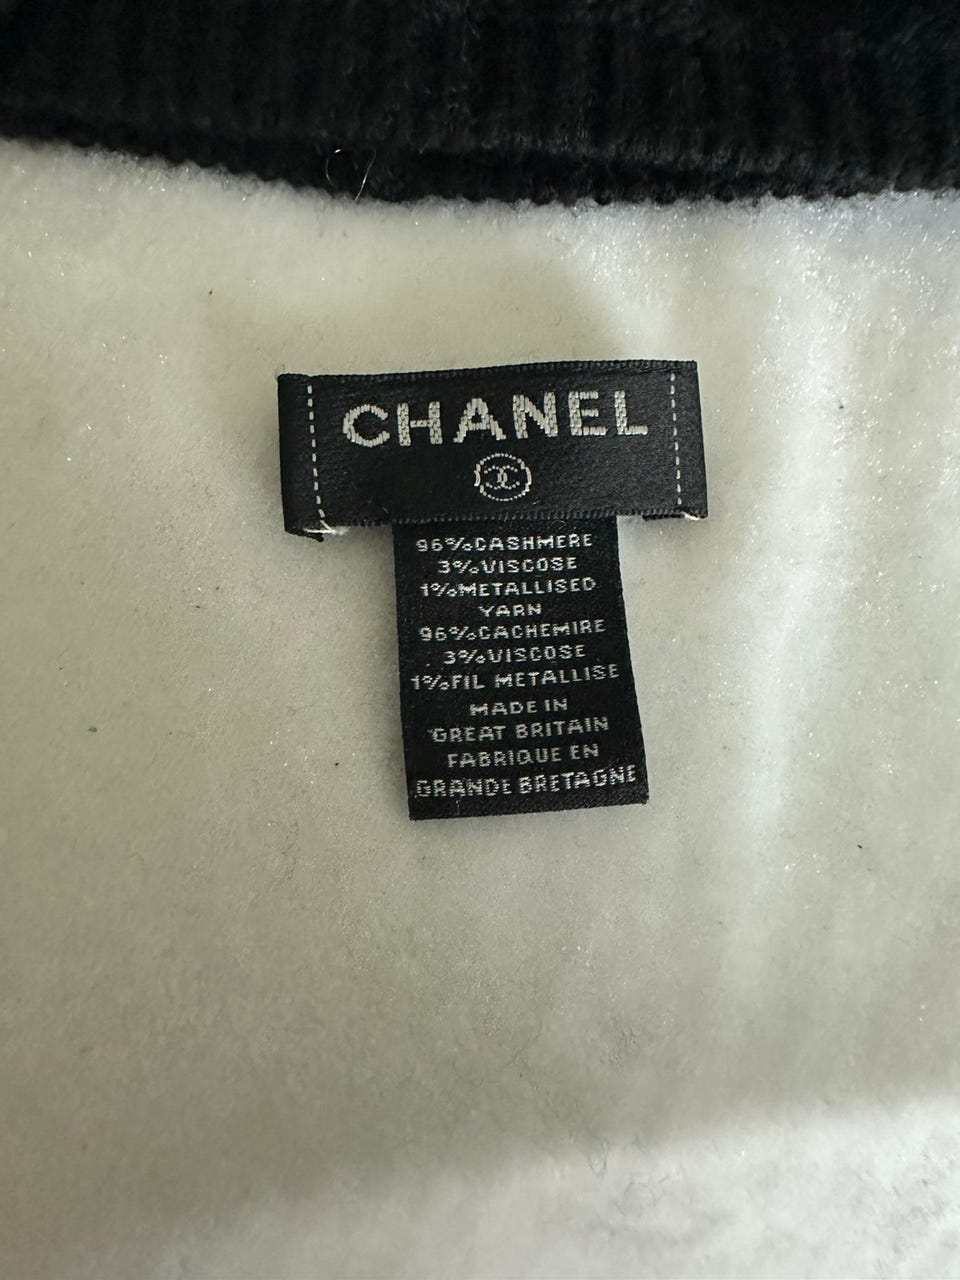 CHANEL
96%CASHMERE
3%VISCOSE
1%METALLISED
YARN
96%CACHEMIRE
3%VISCOSE
1%FIL METALLISE
MADE IN
GREAT BRITAIN
FABRIQUE EN
GRANDE BRETAGNE